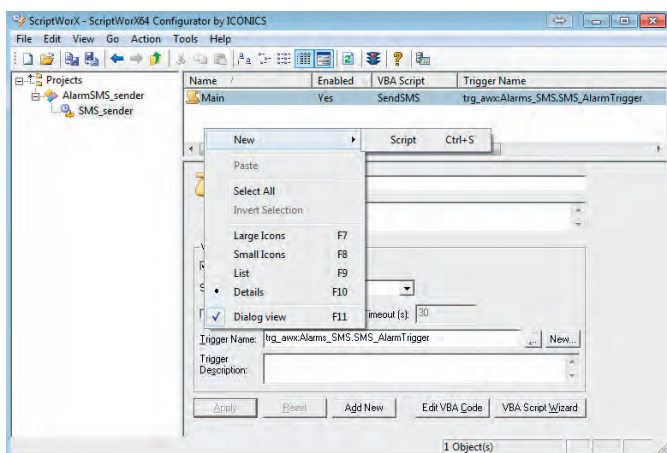 ScriptWorX - ScriptWorX64 Configurator by ICONICS
File Edit View Go Action Tools Help
Projects
AlarmSMS_sender
SMS_sender
Name / Enabled VBA Script Trigger Name
Main Yes SendSMS trg_awx:Alarms_SMS.SMS_AlarmTrigger
New Script Ctrl+S
Paste
Select All
Invert Selection
Large Icons F7
Small Icons F8
List F9
Details F10
Dialog view F11
Timeout (s): 30
Trigger Name: trg_awx:Alarms_SMS.SMS_AlarmTrigger ... New...
Trigger
Description:
Apply Reset Add New Edit VBA Code VBA Script Wizard
1 Object(s)